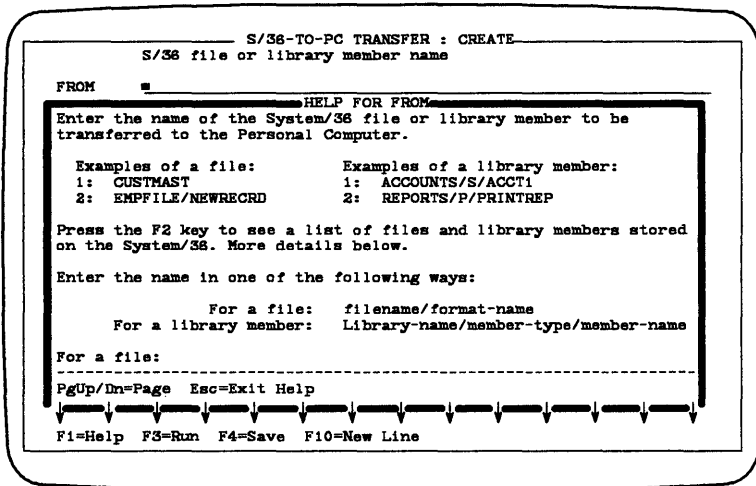 S/36-TO-PC TRANSFER : CREATE
S/36 file or library member name
FROM
HELP FOR FROM
Enter the name of the System/36 file or library member to be
transferred to the Personal Computer.
Examples of a file: Examples of a library member:
1: CUSTMAST 1: ACCOUNTS/S/ACCT1
2: EMPFILE/NEWRECRD 2: REPORTS/P/PRINTREP
Press the F2 key to see a list of files and library members stored
on the System/36. More details below.
Enter the name in one of the following ways:
For a file: filename/format-name
For a library member: Library-name/member-type/member-name
For a file:
PgUp/Dn=Page Esc=Exit Help
F1=Help F3=Run F4=Save F10=New Line